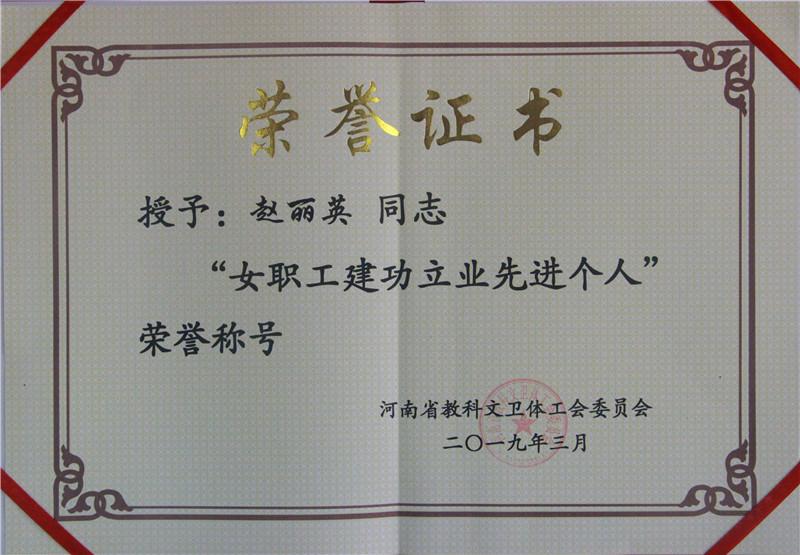 荣誉证书
授予：赵丽英 同志
“女职工建功立业先进个人”
荣誉称号
河南省教科文卫体工会委员会
二〇一九年三月